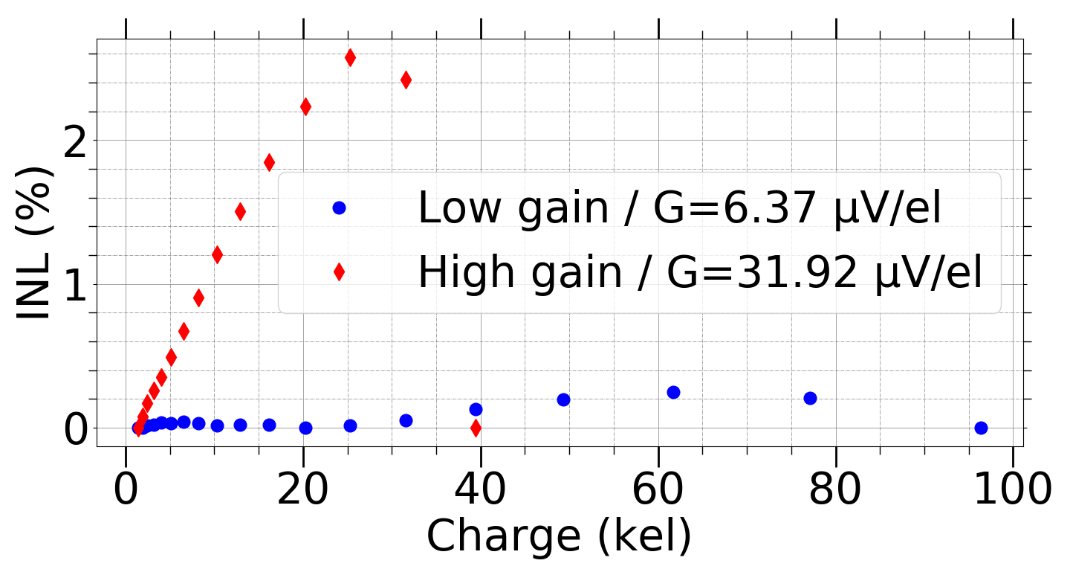 2
1
0
INL (%)
Low gain / G=6.37 µV/el
High gain / G=31.92 µV/el
0 20 40 60 80 100
Charge (kel)